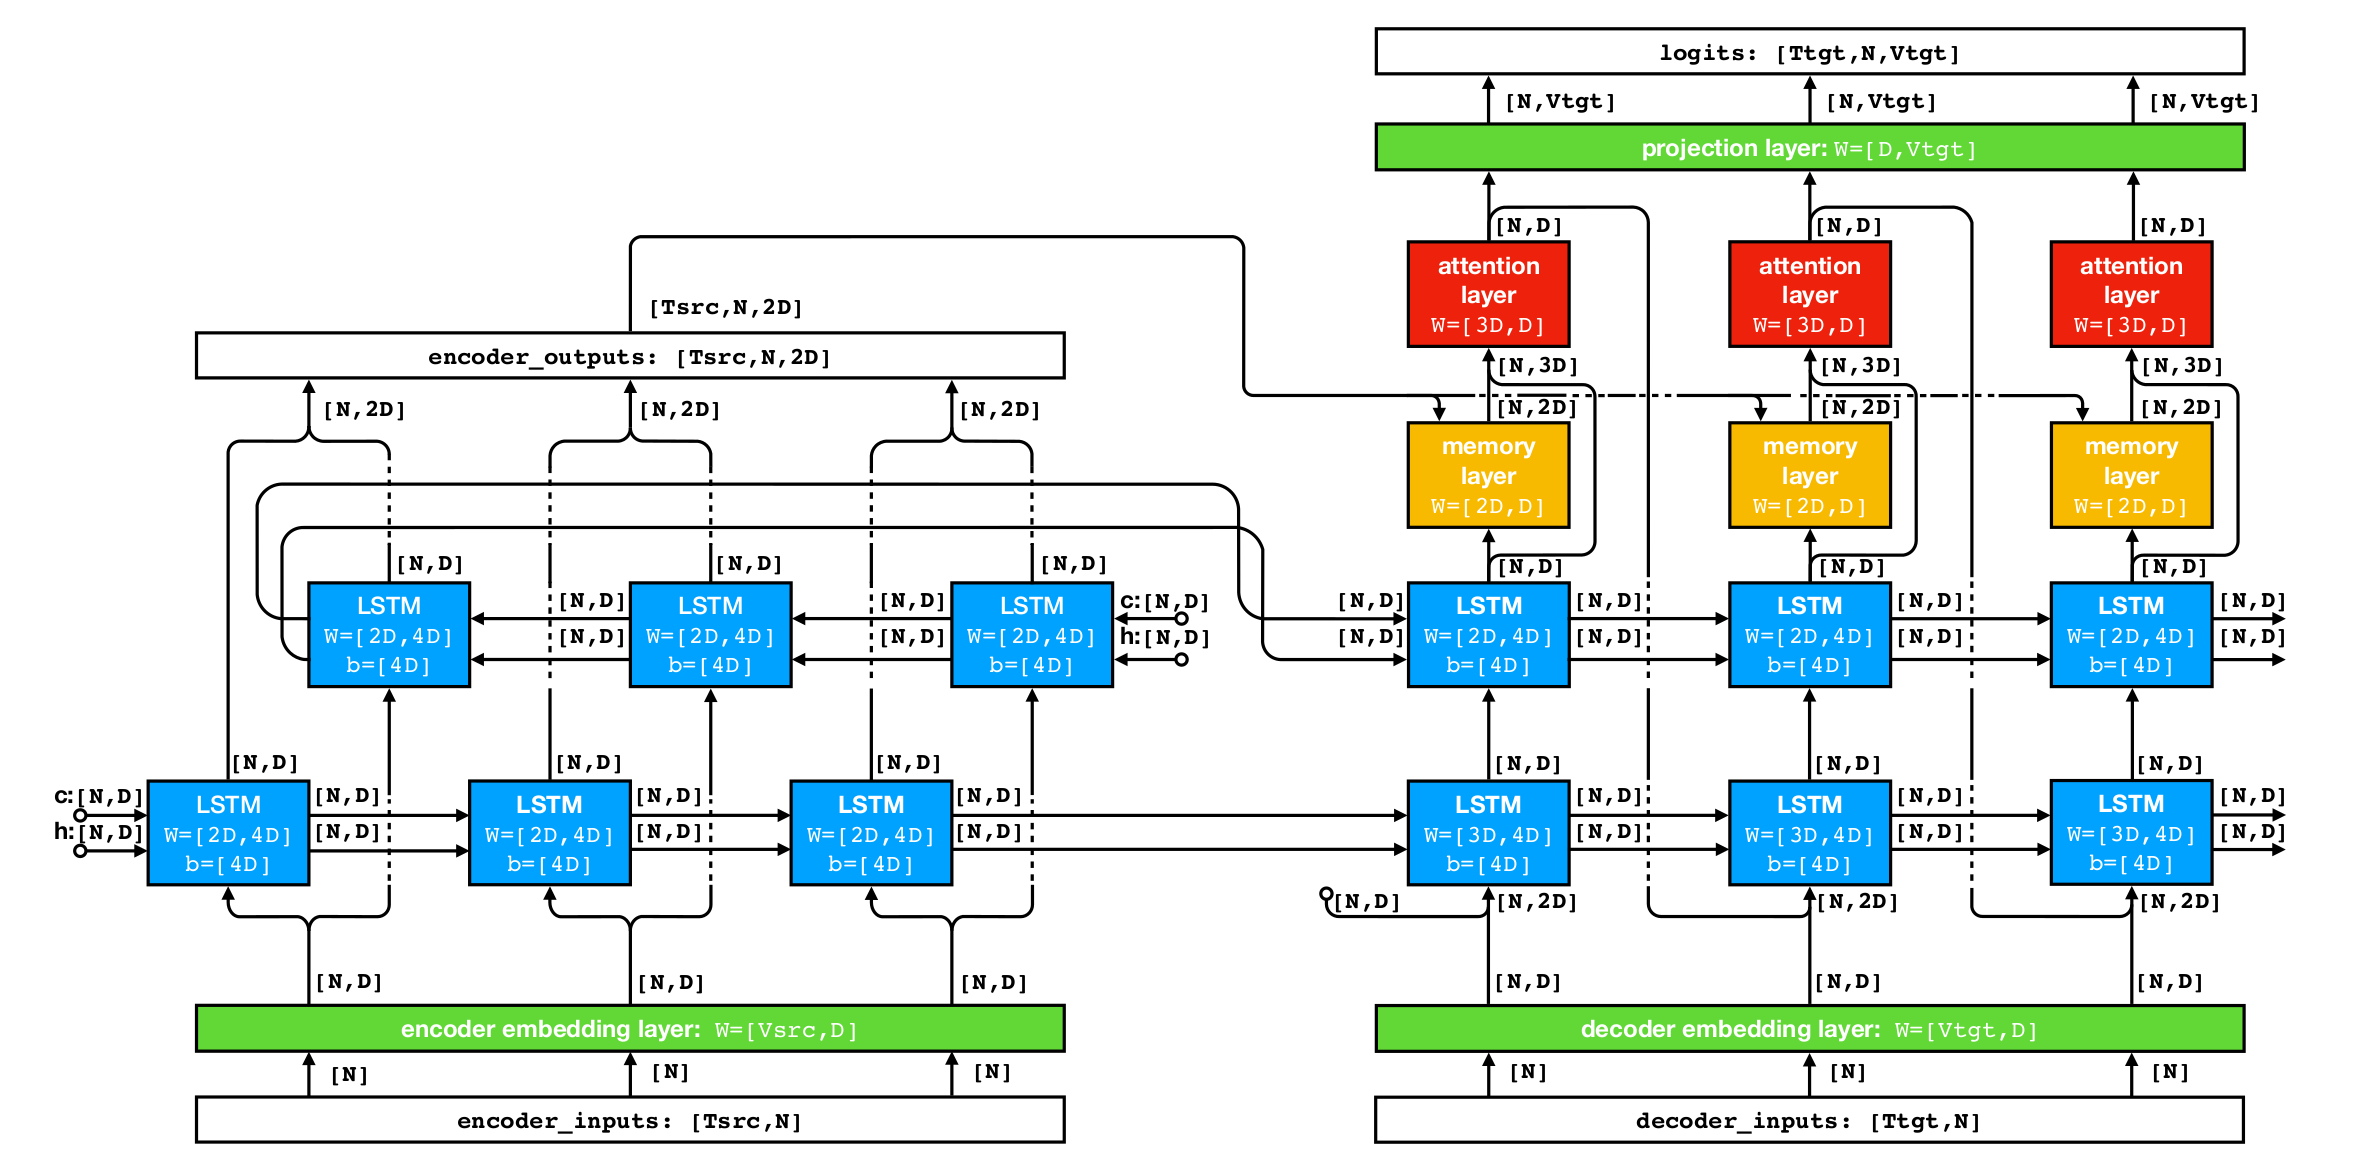 logits: [Ttgt,N,Vtgt]
[N,Vtgt] [N,Vtgt] [N,Vtgt]
projection layer: W=[D,Vtgt]
[N,D] [N,D] [N,D]
attention attention attention
layer layer layer
W=[3D,D] W=[3D,D] W=[3D,D]
[Tsrc,N,2D]
encoder_outputs: [Tsrc,N,2D]
[N,3D] [N,3D] [N,3D]
[N,2D] [N,2D] [N,2D] [N,2D] [N,2D] [N,2D]
memory memory memory
layer layer layer
W=[2D,D] W=[2D,D] W=[2D,D]
[N,D] [N,D] [N,D] [N,D] [N,D] [N,D]
LSTM [N,D] LSTM [N,D] LSTM c:[N,D] [N,D] LSTM [N,D] LSTM [N,D] LSTM [N,D]
W=[2D,4D] [N,D] W=[2D,4D] [N,D] W=[2D,4D] h:[N,D] [N,D] W=[2D,4D] [N,D] W=[2D,4D] [N,D] W=[2D,4D] [N,D]
b=[4D] b=[4D] b=[4D] b=[4D] b=[4D] b=[4D]
[N,D] [N,D] [N,D] [N,D] [N,D] [N,D]
c:[N,D] LSTM [N,D] LSTM [N,D] LSTM [N,D] LSTM [N,D] LSTM [N,D] LSTM [N,D]
h:[N,D] W=[2D,4D] [N,D] W=[2D,4D] [N,D] W=[2D,4D] [N,D] W=[3D,4D] [N,D] W=[3D,4D] [N,D] W=[3D,4D] [N,D]
b=[4D] b=[4D] b=[4D] b=[4D] b=[4D] b=[4D]
[N,D] [N,2D] [N,2D] [N,2D]
[N,D] [N,D] [N,D] [N,D] [N,D] [N,D]
encoder embedding layer: W=[Vsrc,D] decoder embedding layer: W=[Vtgt,D]
[N] [N] [N] [N] [N] [N]
encoder_inputs: [Tsrc,N] decoder_inputs: [Ttgt,N]